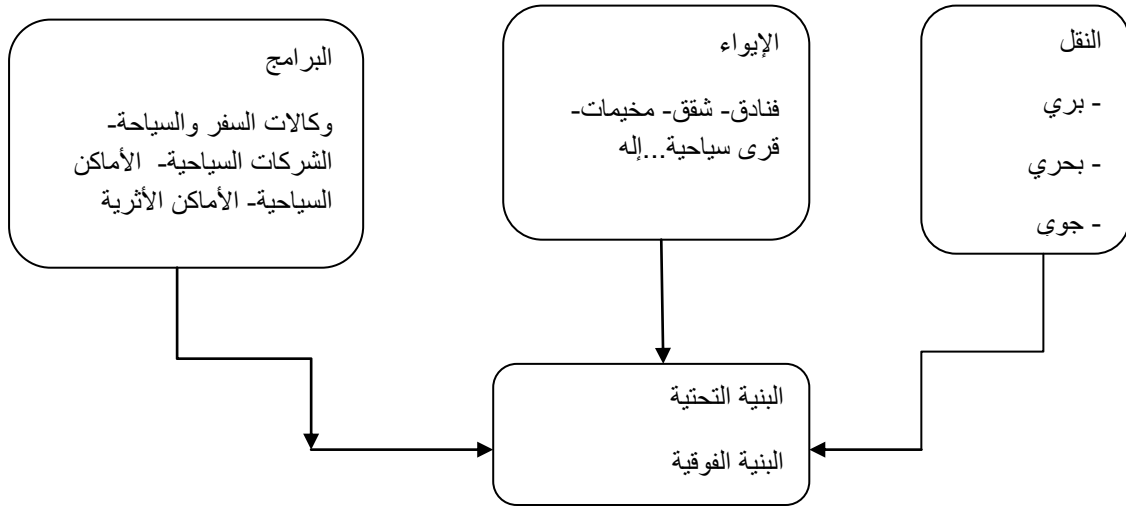 النقل
- بري
- بحري
- جوي
الإيواء
فنادق- شقق- مخيمات-
قرى سياحية...إله
البرامج
وكالات السفر والسياحة-
الشركات السياحية- الأماكن
السياحية- الأماكن الأثرية
البنية التحتية
البنية الفوقية